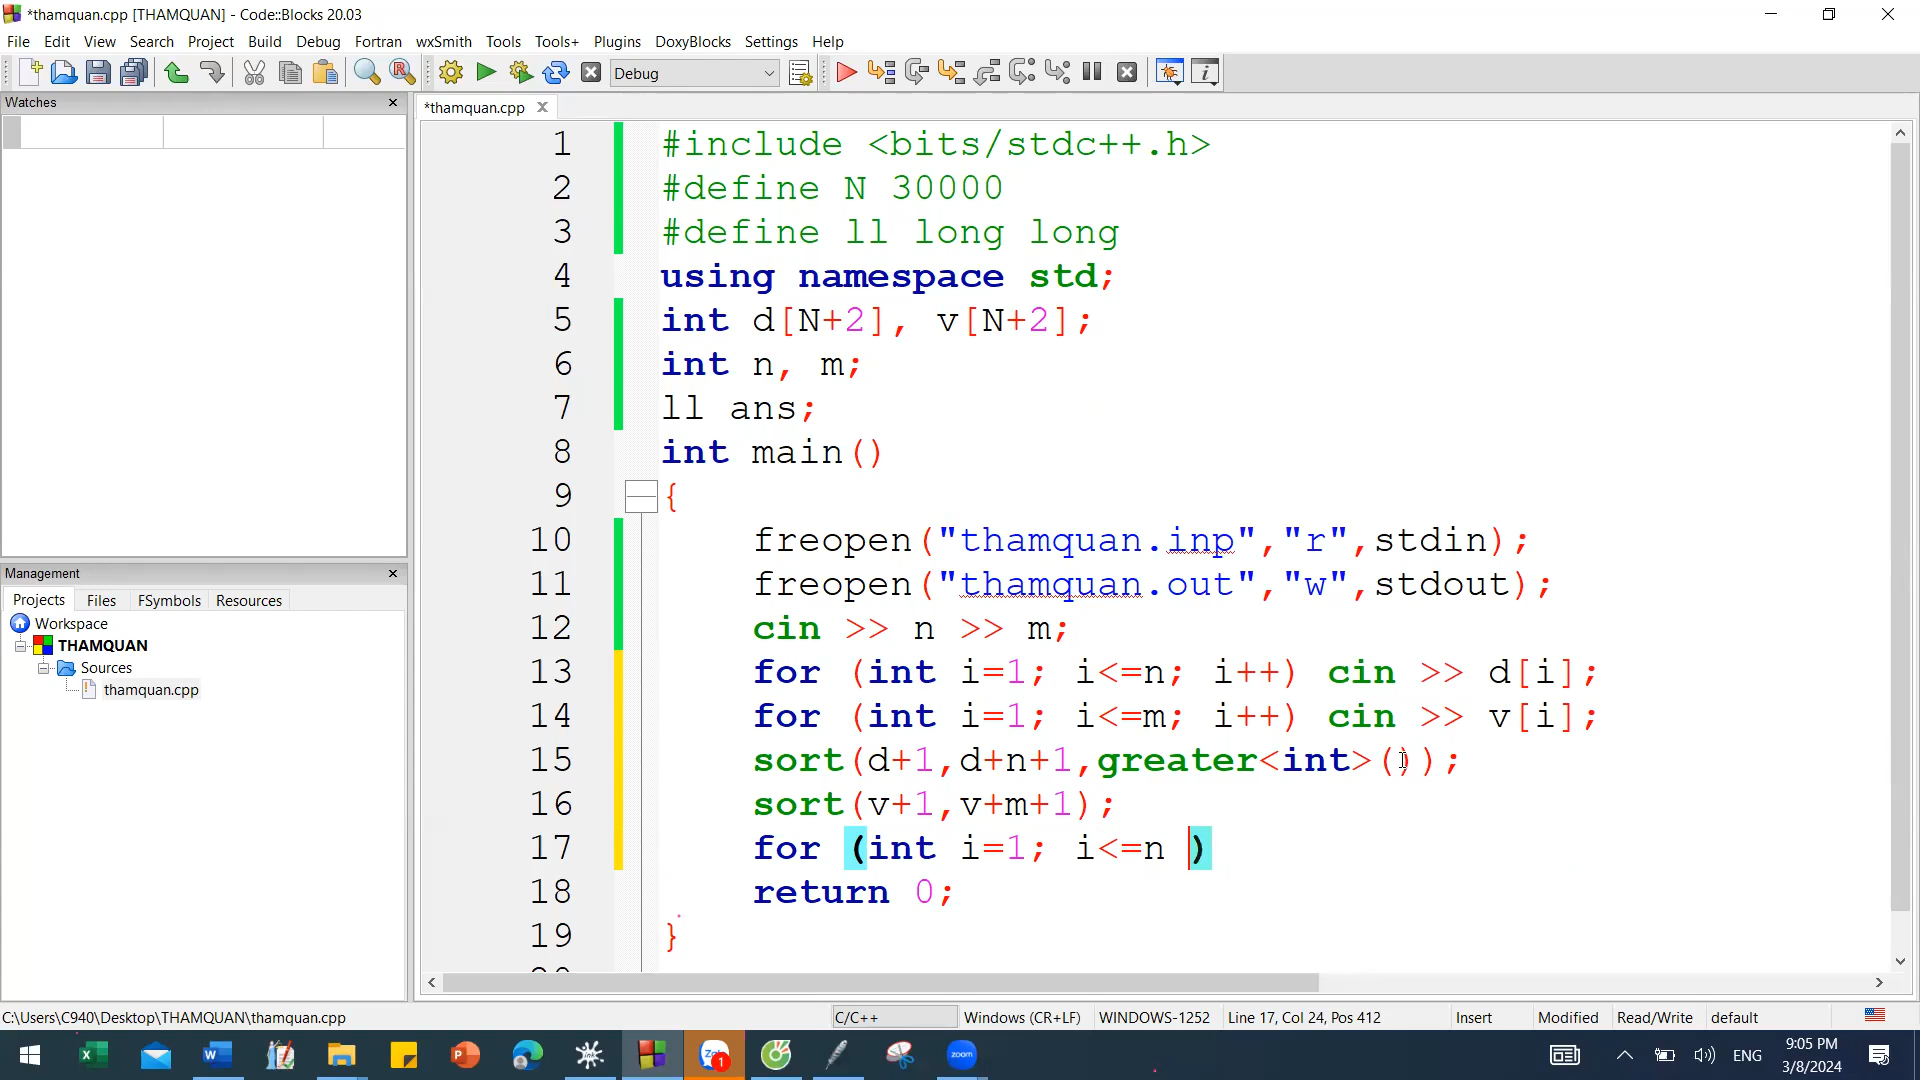 *thamquan.cpp [THAMQUAN] - Code::Blocks 20.03
File Edit View Search Project Build Debug Fortran wxSmith Tools Tools+ Plugins DoxyBlocks Settings Help
Debug
Watches
*thamquan.cpp
1 #include <bits/stdc++.h>
2 #define N 30000
3 #define ll long long
4 using namespace std;
5 int d[N+2], v[N+2];
6 int n, m;
7 ll ans;
8 int main()
9 {
10 freopen("thamquan.inp","r",stdin);
11 freopen("thamquan.out","w",stdout);
12 cin >> n >> m;
13 for (int i=1; i<=n; i++) cin >> d[i];
14 for (int i=1; i<=m; i++) cin >> v[i];
15 sort(d+1,d+n+1,greater<int>());
16 sort(v+1,v+m+1);
17 for (int i=1; i<=n )
18 return 0;
19 }
Management
Projects Files FSymbols Resources
Workspace
THAMQUAN
Sources
thamquan.cpp
C:\Users\C940\Desktop\THAMQUAN\thamquan.cpp C/C++ Windows (CR+LF) WINDOWS-1252 Line 17, Col 24, Pos 412 Insert Modified Read/Write default
zoom
1
ENG
9:05 PM
3/8/2024